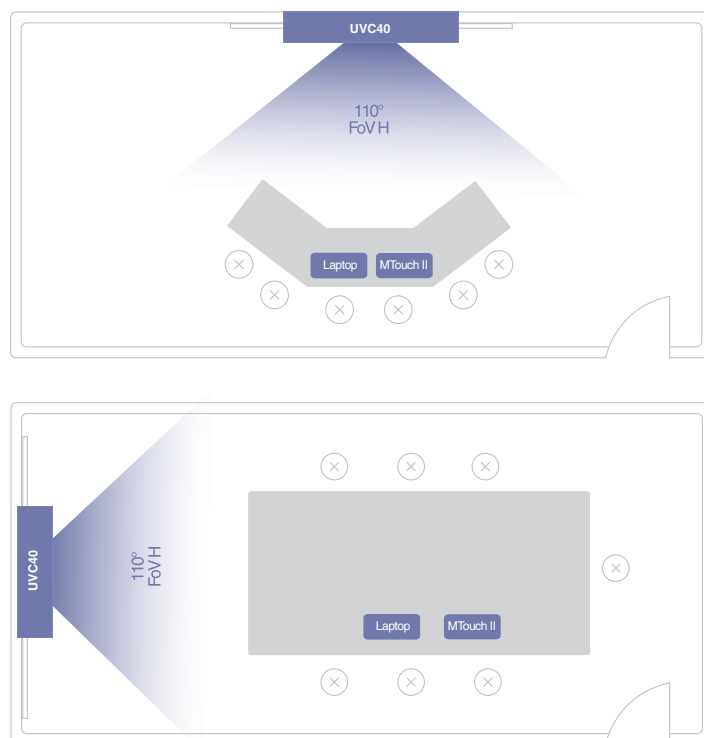 UVC40
110°
FoV H
Laptop
MTouch II
UVC40
110°
FoV H
Laptop
MTouch II